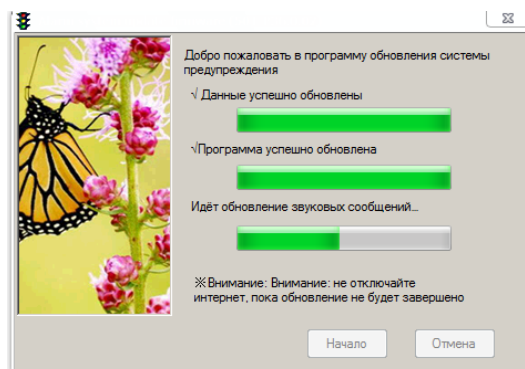 Добро пожаловать в программу обновления системы
предупреждения
√ Данные успешно обновлены
√Программа успешно обновлена
Идёт обновление звуковых сообщений...
※Внимание: Внимание: не отключайте
интернет, пока обновление не будет завершено
Начало Отмена